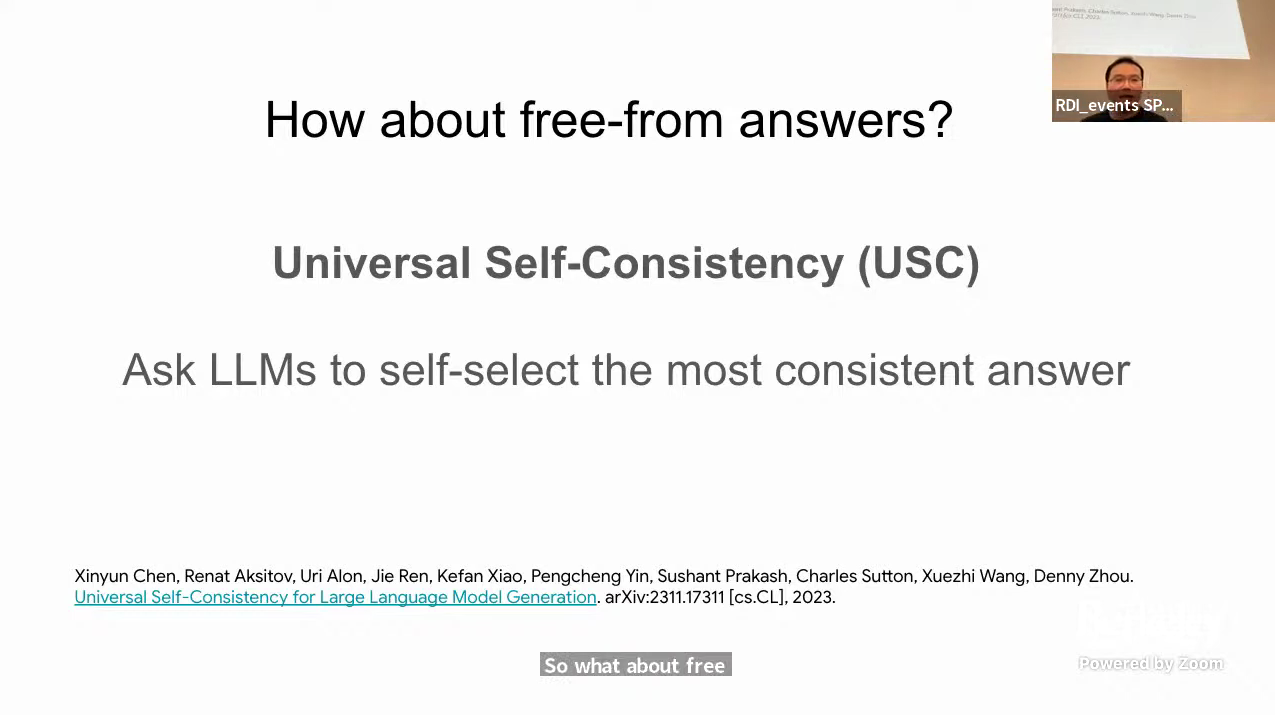 How about free-from answers?
RDI_events SP...
Universal Self-Consistency (USC)
Ask LLMs to self-select the most consistent answer
Xinyun Chen, Renat Aksitov, Uri Alon, Jie Ren, Kefan Xiao, Pengcheng Yin, Sushant Prakash, Charles Sutton, Xuezhi Wang, Denny Zhou.
Universal Self-Consistency for Large Language Model Generation. arXiv:2311.17311 [cs.CL], 2023.
So what about free
Powered by Zoom